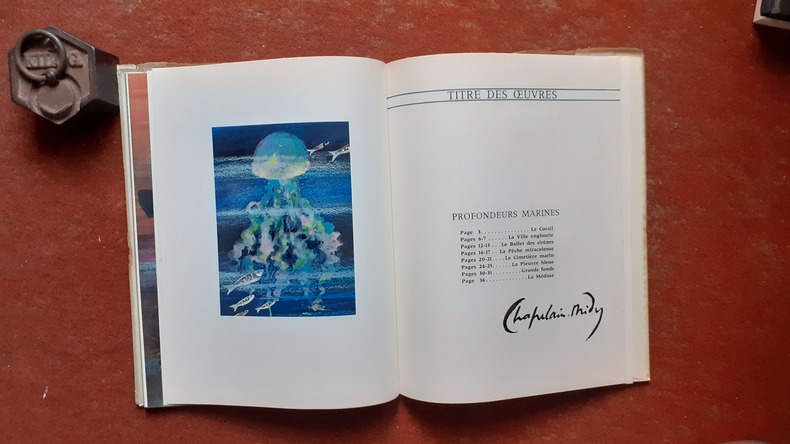 TITRE DES ŒUVRES
PROFONDEURS MARINES
Page 3 . . . . . . . . . . . . . Le Corail
Pages 6-7 . . . . . . La Ville engloutie
Pages 12-13 . . . Le Ballet des sirènes
Pages 16-17 . . La Pêche miraculeuse
Pages 20-21 . . . . Le Cimetière marin
Pages 24-25 . . . . . La Pieuvre bleue
Pages 30-31 . . . . . . . . Grands fonds
Page 36 . . . . . . . . . . . . La Méduse
Chapelain-Midy